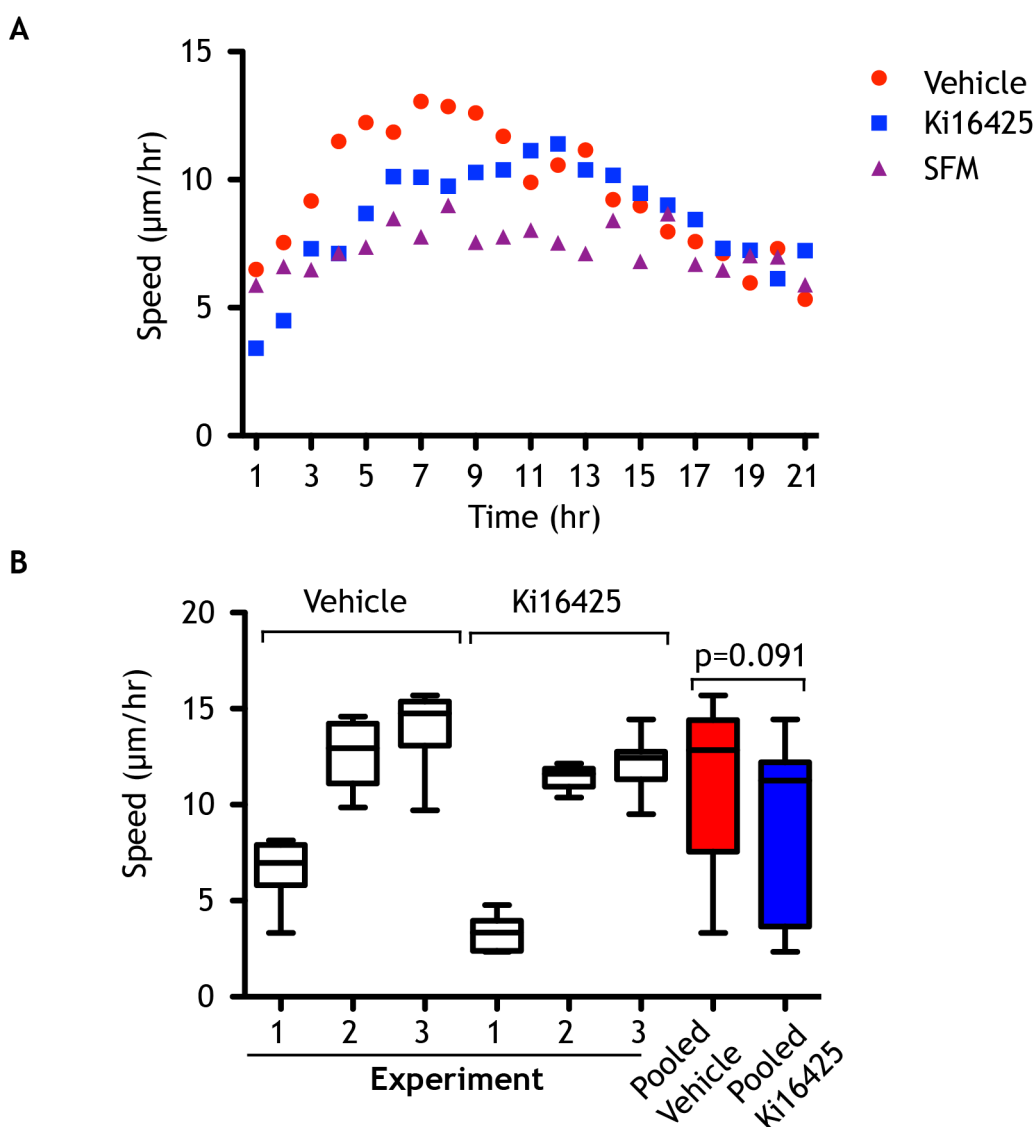 A
15
10
5
0
Speed (µm/hr)
1 3 5 7 9 11 13 15 17 19 21
Time (hr)
Vehicle
Ki16425
SFM
B
Vehicle Ki16425
p=0.091
20
15
10
5
0
Speed (µm/hr)
1 2 3 1 2 3
Pooled
Vehicle
Pooled
Ki16425
Experiment